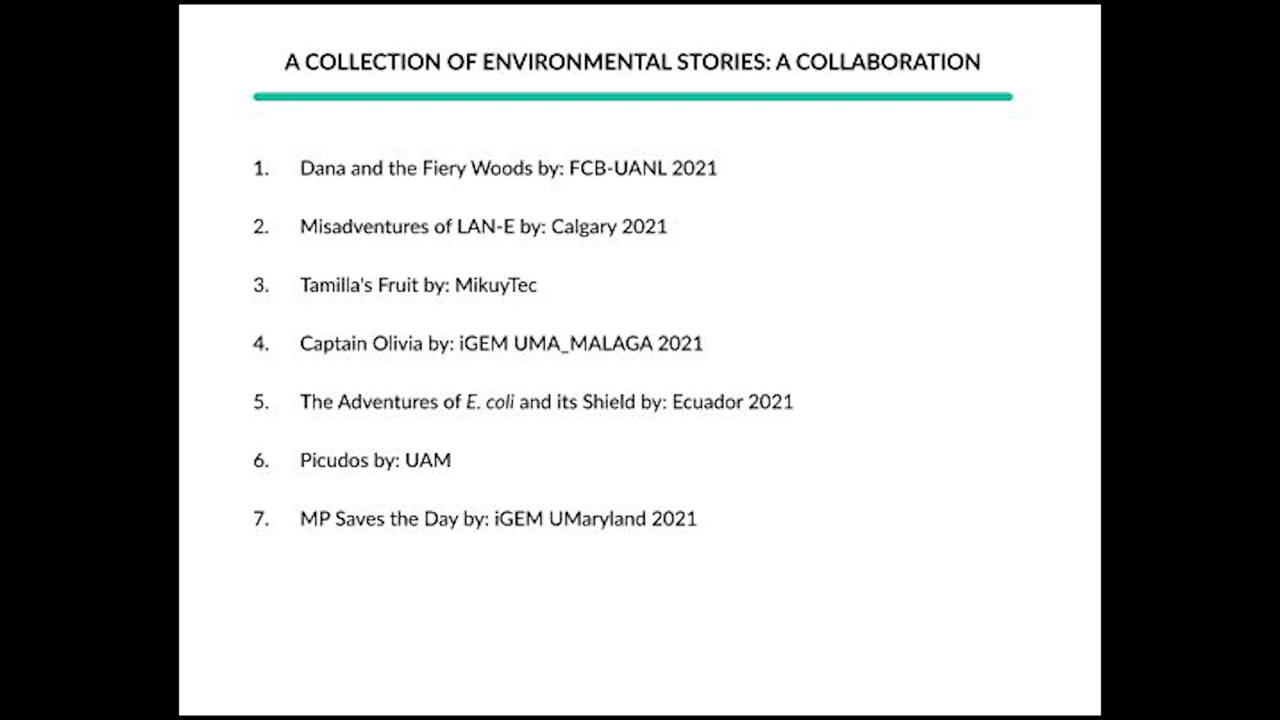 A COLLECTION OF ENVIRONMENTAL STORIES: A COLLABORATION
1. Dana and the Fiery Woods by: FCB-UANL 2021
2. Misadventures of LAN-E by: Calgary 2021
3. Tamilla's Fruit by: MikuyTec
4. Captain Olivia by: iGEM UMA_MALAGA 2021
5. The Adventures of E. coli and its Shield by: Ecuador 2021
6. Picudos by: UAM
7. MP Saves the Day by: iGEM UMaryland 2021